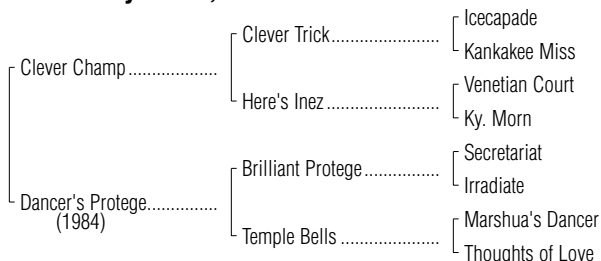 Icecapade
Clever Trick
Kankakee Miss
Clever Champ
Venetian Court
Here's Inez
Ky. Morn
Secretariat
Brilliant Protege
Irradiate
Dancer's Protege
(1984)
Marshua's Dancer
Temple Bells
Thoughts of Love